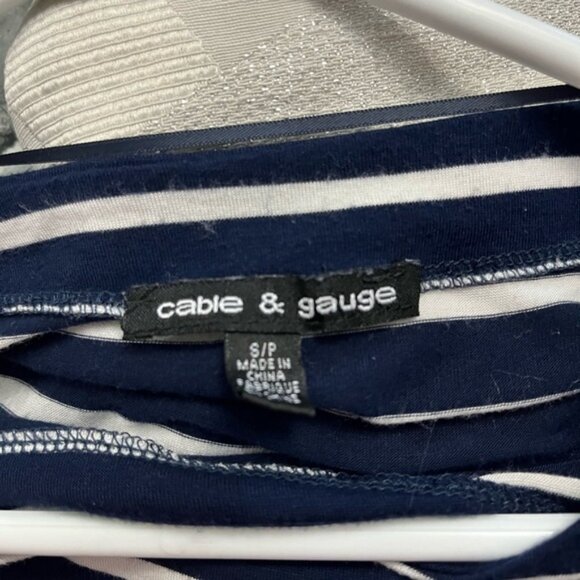 cable & gauge
S/P
MADE IN
CHINA